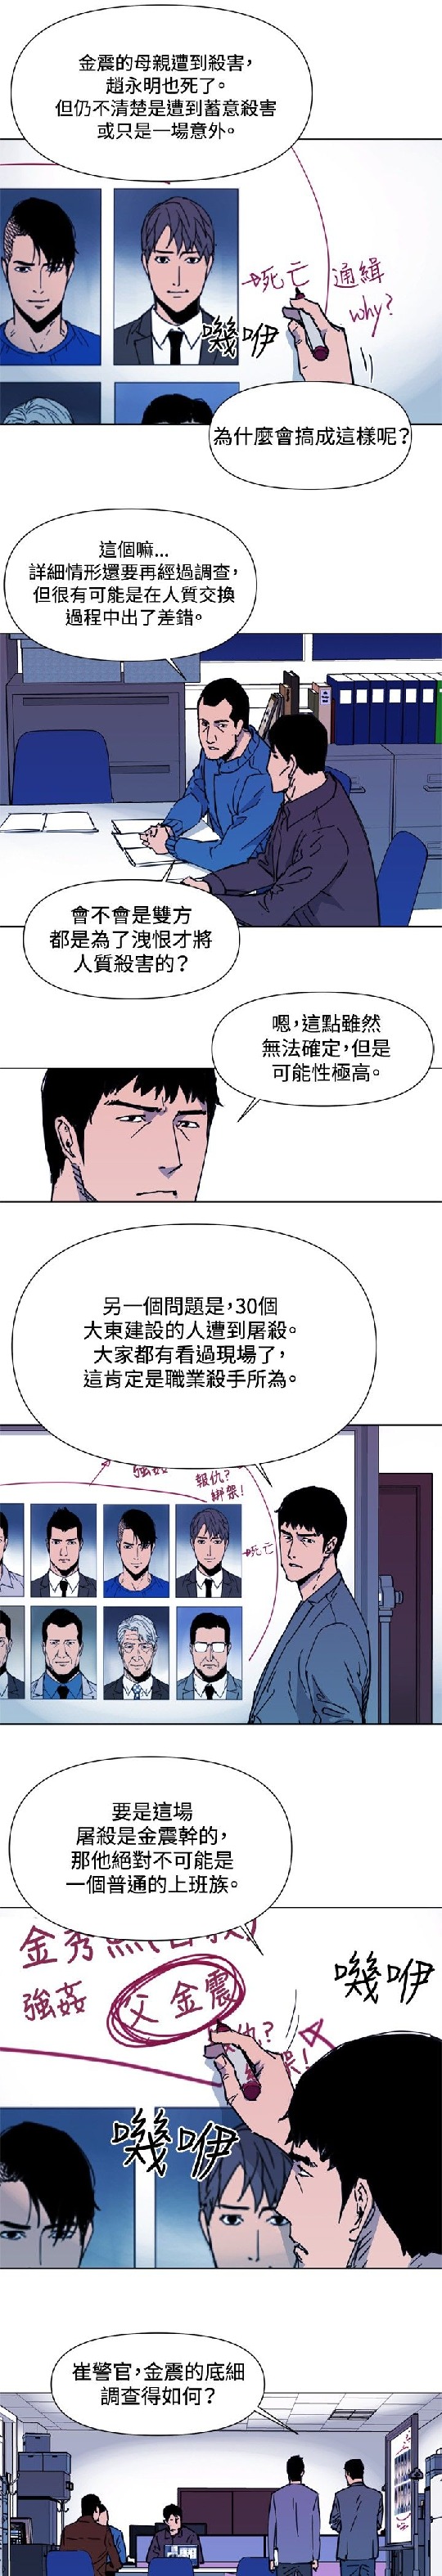 金震的母親遭到殺害，
趙永明也死了。
但仍不清楚是遭到蓄意殺害
或只是一場意外。
→死亡
通緝
why?
嘰咿
為什麼會搞成這樣呢？
這個嘛…
詳細情形還要再經過調查，
但很有可能是在人質交換
過程中出了差錯。
會不會是雙方
都是為了洩恨才將
人質殺害的？
嗯，這點雖然
無法確定，但是
可能性極高。
另一個問題是，30個
大東建設的人遭到屠殺。
大家都有看過現場了，
這肯定是職業殺手所為。
強姦
報仇？
綁架！
→死亡
要是這場
屠殺是金震幹的，
那他絕對不可能是
一個普通的上班族。
金秀
強姦
父 金震
嘰咿
嘰咿
崔警官，金震的底細
調查得如何？